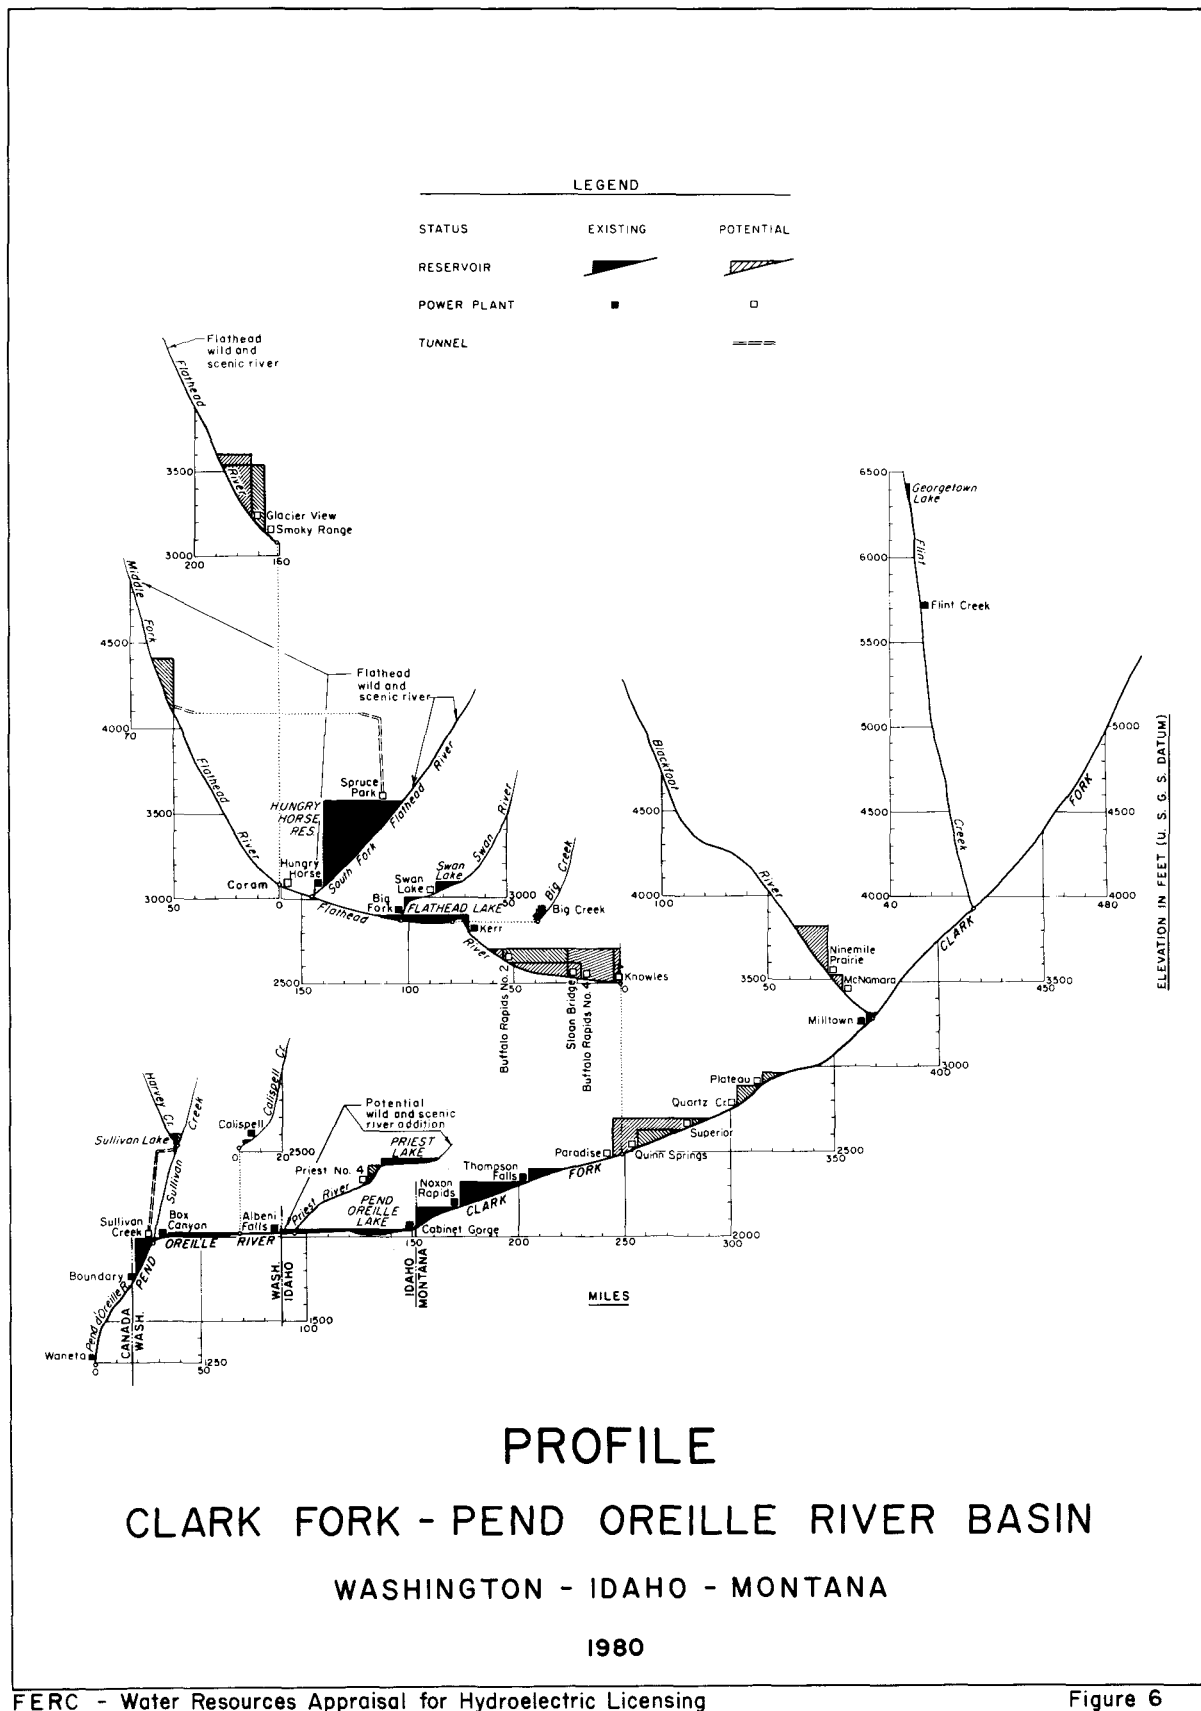 LEGEND
STATUS EXISTING POTENTIAL
RESERVOIR
POWER PLANT
TUNNEL
Flathead
wild and
scenic river
Flathead
River
3500
3000
200
160
Glacier View
Smoky Range
Middle
Fork
Flathead
River
4500
4000
70
3500
3000
50
0
Flathead
wild and
scenic river
Spruce
Park
HUNGRY
HORSE
RES.
Hungry
Horse
Coram
South Fork Flathead River
Flathead
Swan River
Swan
Lake
Swan
Lake
50
3000
Big
Fork
FLATHEAD LAKE
Big Creek
Big Creek
Kerr
River
2500
150
100
50
0
Buffalo Rapids No. 2
Sloan Bridge
Buffalo Rapids No. 4
Knowles
6500
6000
5500
5000
4500
4000
40
Georgetown
Lake
Flint
Creek
Flint Creek
Blackfoot
River
4500
4000
100
3500
50
Ninemile
Prairie
McNamara
Milltown
CLARK
FORK
5000
480
4500
4000
3500
450
3000
400
2500
350
2000
300
250
200
150
ELEVATION IN FEET (U. S. G. S. DATUM)
Plateau
Quartz Cr.
Superior
Paradise
Quinn Springs
Thompson
Falls
Noxon
Rapids
CLARK
FORK
Cabinet Gorge
Harvey Cr.
Sullivan Lake
Sullivan Creek
Calispell
Calispell Cr.
0
20
2500
Potential
wild and scenic
river addition
PRIEST
LAKE
Priest No. 4
Priest River
PEND
OREILLE
LAKE
Sullivan
Creek
Box
Canyon
Albeni
Falls
PEND OREILLE RIVER
Boundary
Pend d'Oreille R.
Waneta
0
50
1250
1500
100
CANADA
WASH.
WASH.
IDAHO
IDAHO
MONTANA
MILES
PROFILE
CLARK FORK - PEND OREILLE RIVER BASIN
WASHINGTON - IDAHO - MONTANA
1980
FERC - Water Resources Appraisal for Hydroelectric Licensing
Figure 6